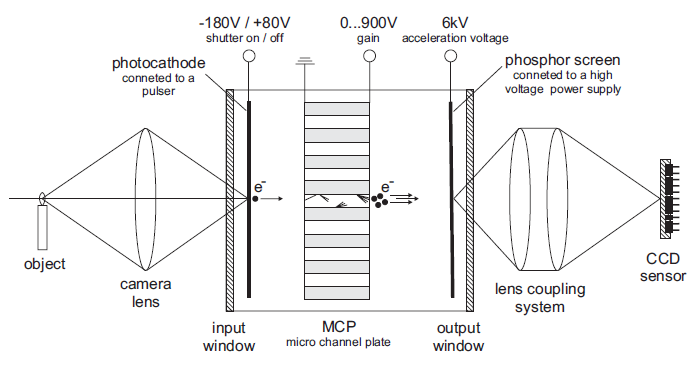 -180V / +80V
shutter on / off
0...900V
gain
6kV
acceleration voltage
photocathode
conneted to a
pulser
phosphor screen
conneted to a high
voltage power supply
e-
e-
object
camera
lens
input
window
MCP
micro channel plate
output
window
lens coupling
system
CCD
sensor